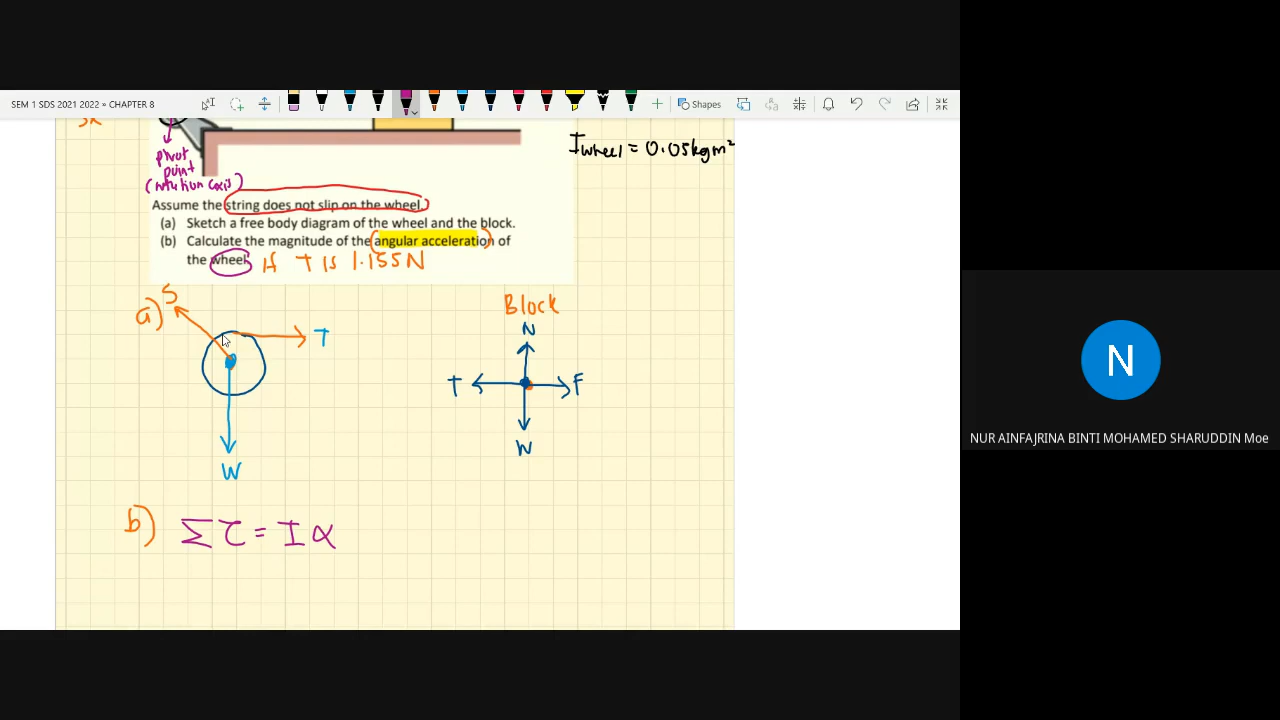 SEM 1 SDS 2021 2022 » CHAPTER 8
Shapes
pivot
point
(rotation axis)
I wheel = 0.05kgm²
Assume the string does not slip on the wheel.
(a) Sketch a free body diagram of the wheel and the block.
(b) Calculate the magnitude of the angular acceleration of
the wheel. if T is 1.155N
a)
S
T
W
Block
N
T
F
W
b) Στ = Iα
N
NUR AINFAJRINA BINTI MOHAMED SHARUDDIN Moe